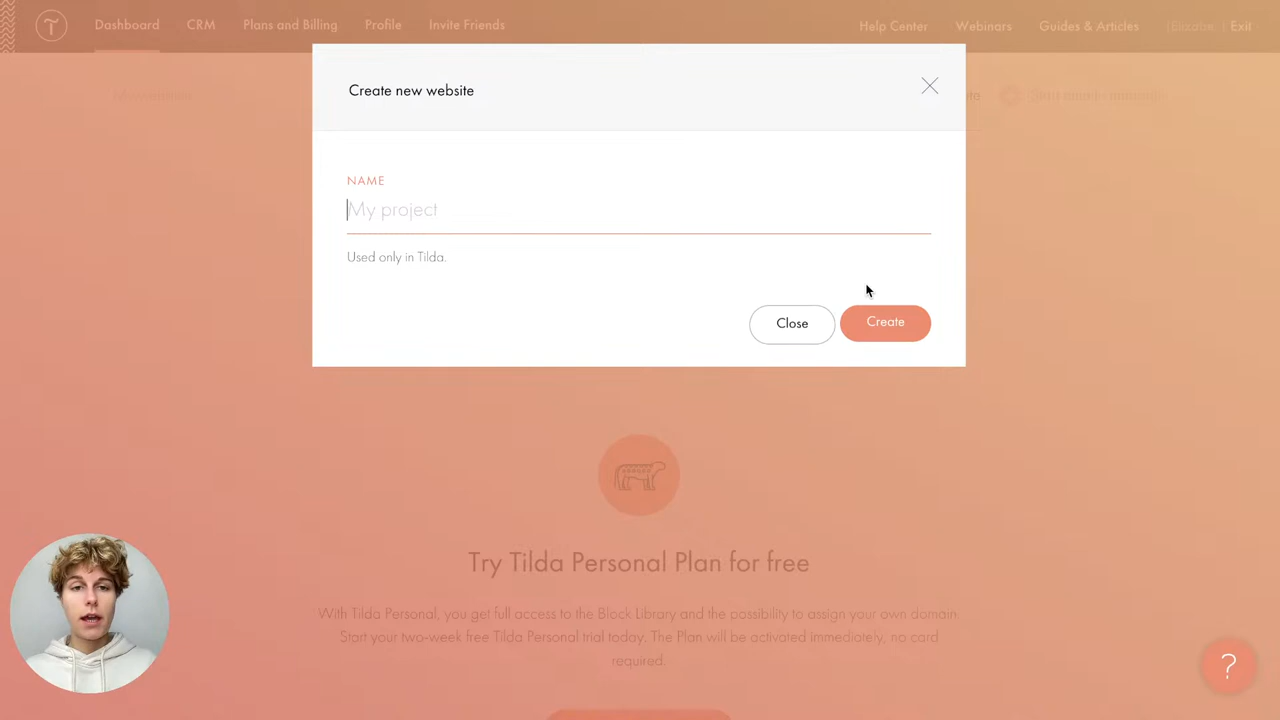 Dashboard CRM Plans and Billing Profile Invite Friends Help Center Webinars Guides & Articles Exit
Create new website
NAME
My project
Used only in Tilda.
Close Create
Try Tilda Personal Plan for free
With Tilda Personal, you get full access to the Block Library and the possibility to assign your own domain
Start your two-week free Tilda Personal trial today. The Plan will be activated immediately, no card
required.
?